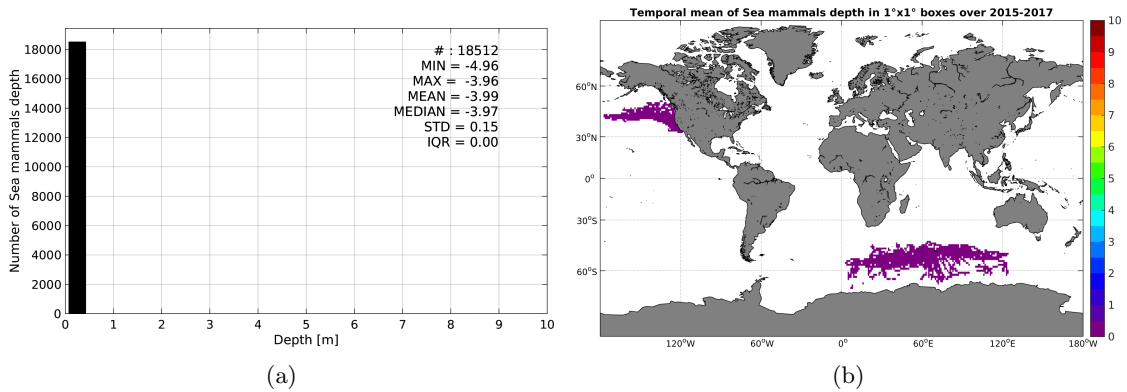 # : 18512
MIN = -4.96
MAX = -3.96
MEAN = -3.99
MEDIAN = -3.97
STD = 0.15
IQR = 0.00
Number of Sea mammals depth
18000
16000
14000
12000
10000
8000
6000
4000
2000
0
0 1 2 3 4 5 6 7 8 9 10
Depth [m]
(a)
Temporal mean of Sea mammals depth in 1°x1° boxes over 2015-2017
60°N
30°N
0°
30°S
60°S
120°W 60°W 0° 60°E 120°E 180°W
10
9
8
7
6
5
4
3
2
1
0
(b)